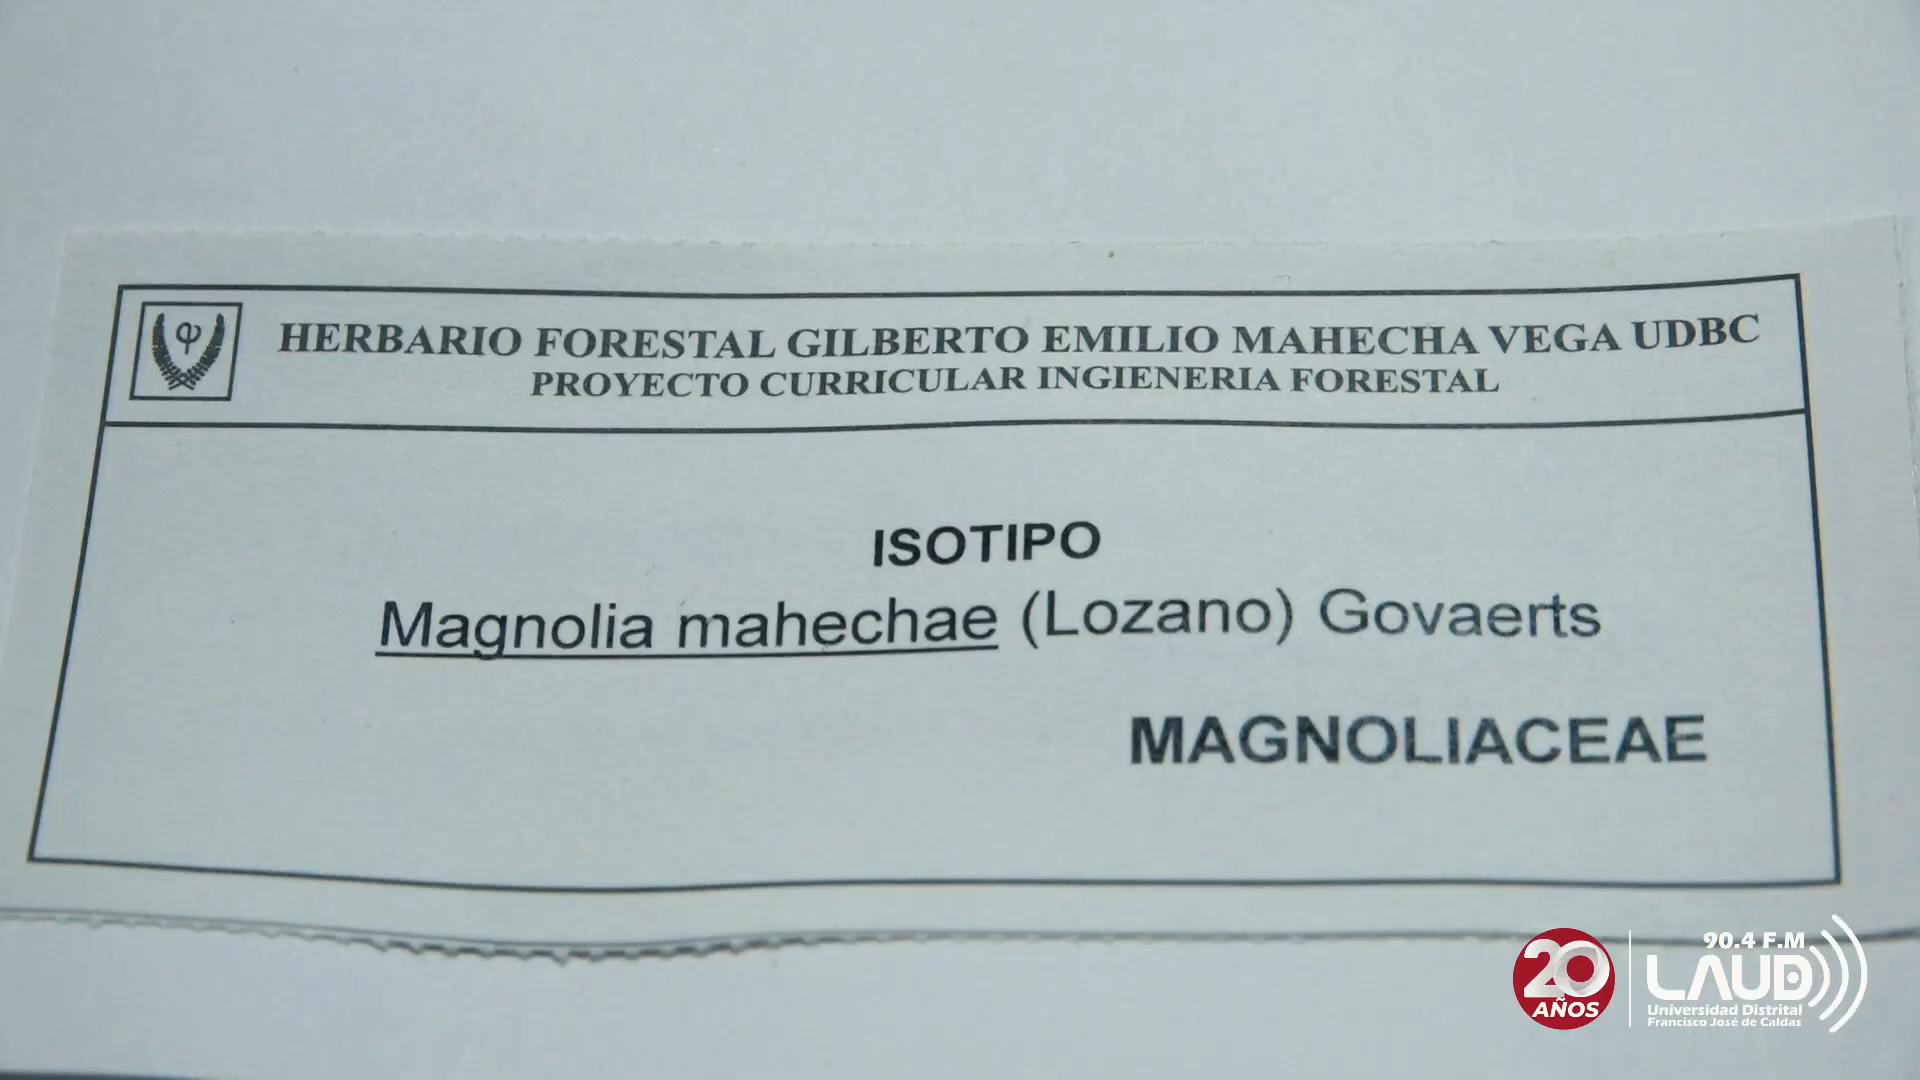 HERBARIO FORESTAL GILBERTO EMILIO MAHECHA VEGA UDBC
PROYECTO CURRICULAR INGIENERIA FORESTAL
ISOTIPO
Magnolia mahechae (Lozano) Govaerts
MAGNOLIACEAE
20 AÑOS
90.4 F.M
LAUD
Universidad Distrital
Francisco José de Caldas